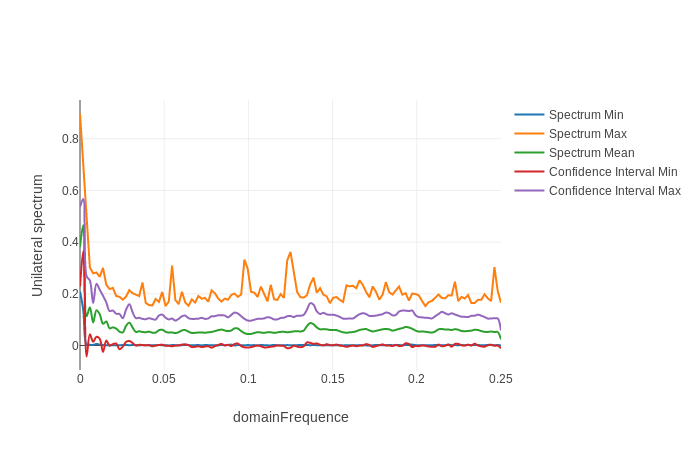 Unilateral spectrum
0.8
0.6
0.4
0.2
0
0
0.05
0.1
0.15
0.2
0.25
domainFrequence
Spectrum Min
Spectrum Max
Spectrum Mean
Confidence Interval Min
Confidence Interval Max